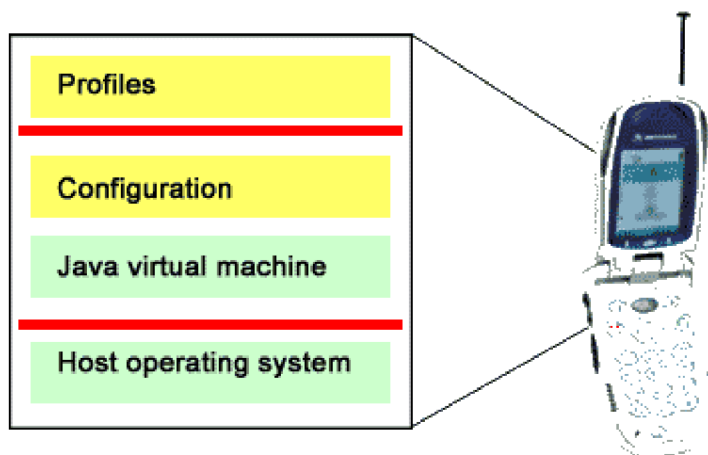 Profiles
Configuration
Java virtual machine
Host operating system